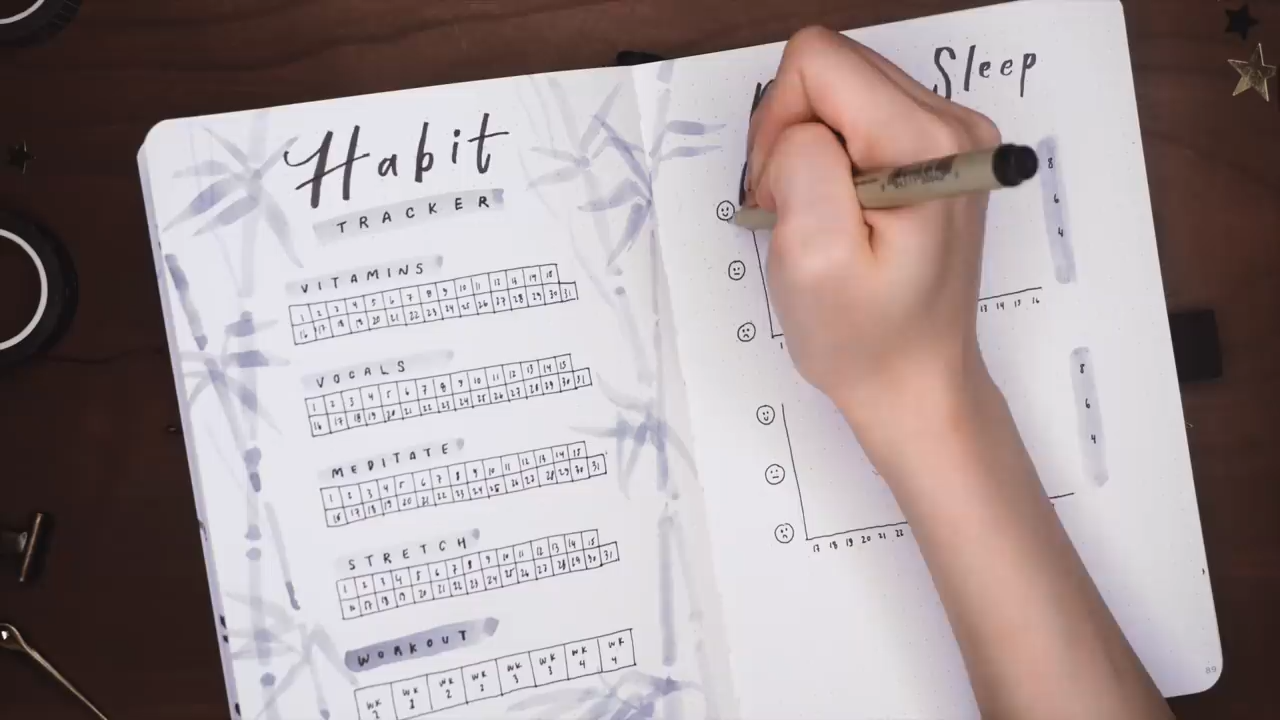 Habit
TRACKER
VITAMINS
1 2 3 4 5 6 7 8 9 10 11 12 13 14 15
16 17 18 19 20 21 22 23 24 25 26 27 28 29 30 31
VOCALS
1 2 3 4 5 6 7 8 9 10 11 12 13 14 15
16 17 18 19 20 21 22 23 24 25 26 27 28 29 30 31
MEDITATE
1 2 3 4 5 6 7 8 9 10 11 12 13 14 15
16 17 18 19 20 21 22 23 24 25 26 27 28 29 30 31
STRETCH
1 2 3 4 5 6 7 8 9 10 11 12 13 14 15
16 17 18 19 20 21 22 23 24 25 26 27 28 29 30 31
WORKOUT
WK WK WK WK WK WK WK WK
1 2 2 3 3 4 4
Sleep
8
6
4
1 13 14 15 16
8
6
4
17 18 19 20 21 22
89